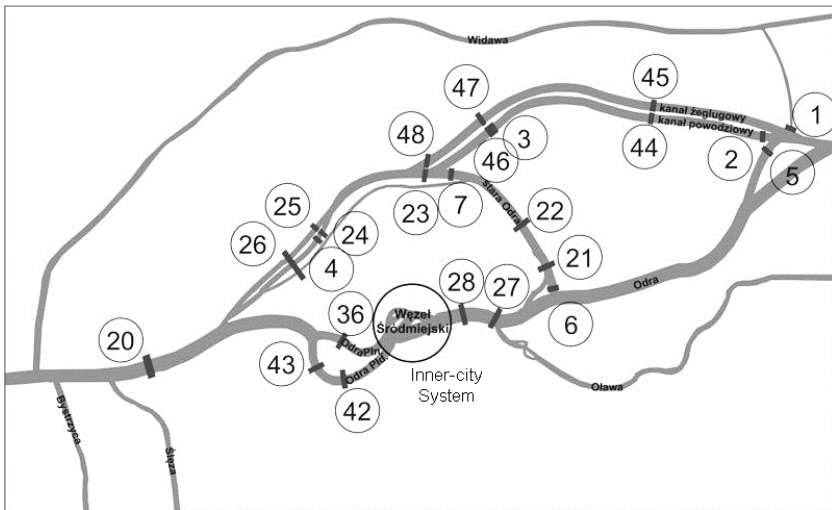 Widawa
45
47
kanał żeglugowy
1
kanał powodziowy
48
3
44
2
46
5
23
7
stara Odra
22
25
24
26
4
21
28
27
Odra
6
36
Węzeł
Śródmiejski
20
OdraPłn.
43
Odra Płd.
Inner-city
System
42
Oława
Bystrzyca
Ślęza